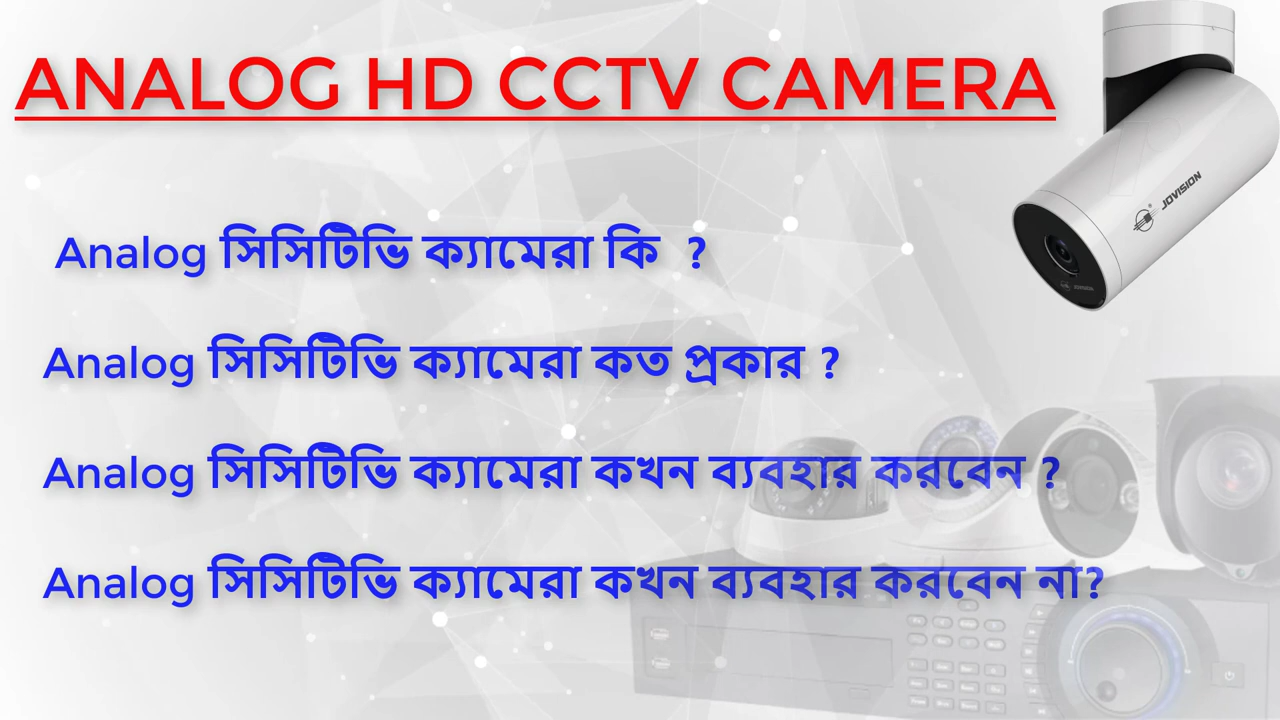 ANALOG HD CCTV CAMERA
JOVISION
Analog সিসিটিভি ক্যামেরা কি ?
Analog সিসিটিভি ক্যামেরা কত প্রকার ?
Analog সিসিটিভি ক্যামেরা কখন ব্যবহার করবেন ?
Analog সিসিটিভি ক্যামেরা কখন ব্যবহার করবেন না?